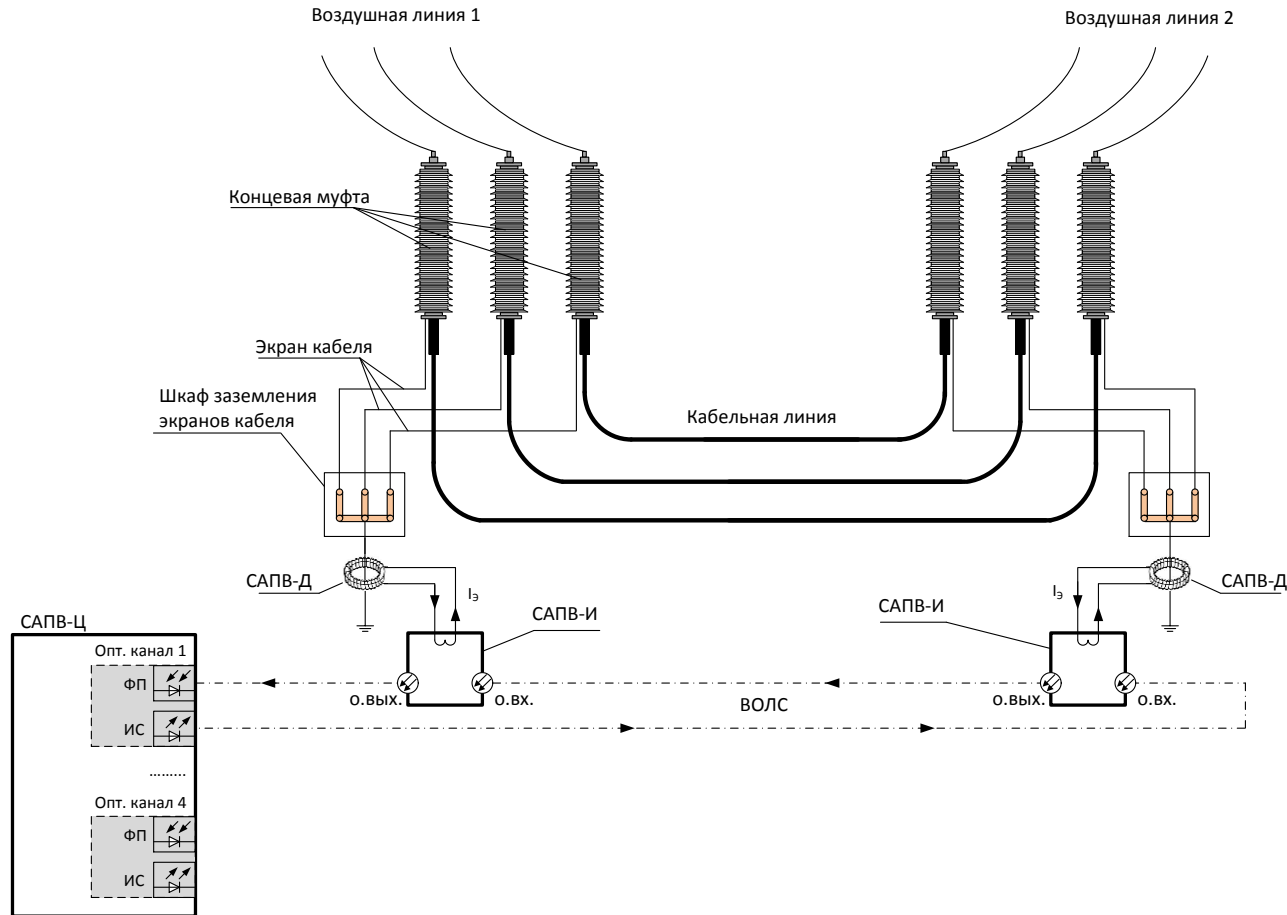 Воздушная линия 1
Воздушная линия 2
Концевая муфта
Экран кабеля
Шкаф заземления
экранов кабеля
Кабельная линия
САПВ-Д
Iэ
САПВ-И
САПВ-И
Iэ
САПВ-Д
САПВ-Ц
Опт. канал 1
ФП
о.вых.
о.вх.
ВОЛС
о.вых.
о.вх.
ИС
.........
Опт. канал 4
ФП
ИС